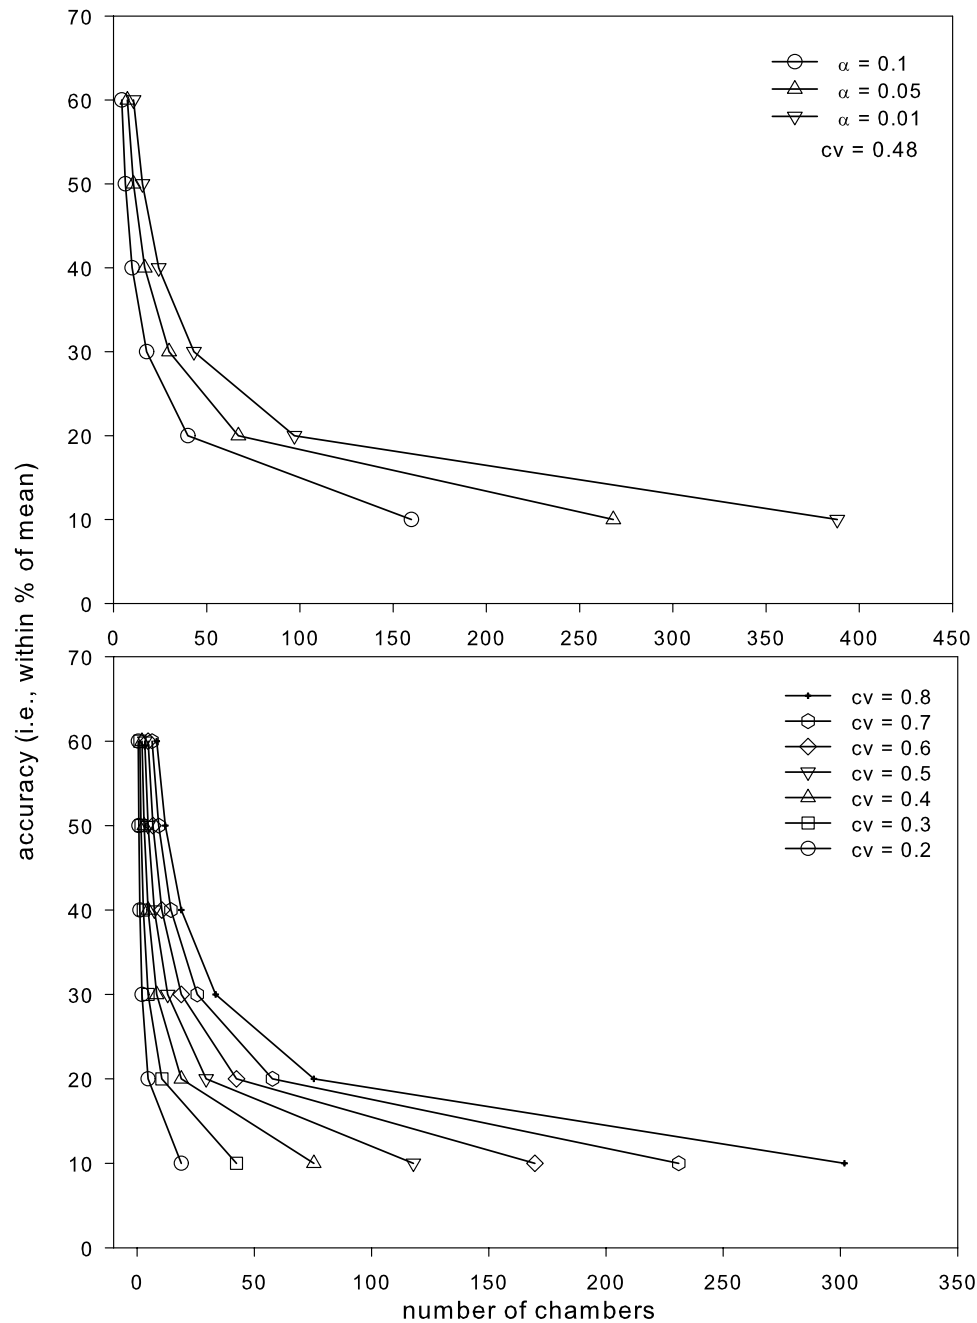 70
60
50
40
30
20
10
0
α = 0.1
α = 0.05
α = 0.01
cv = 0.48
0 50 100 150 200 250 300 350 400 450
accuracy (i.e., within % of mean)
70
60
50
40
30
20
10
0
cv = 0.8
cv = 0.7
cv = 0.6
cv = 0.5
cv = 0.4
cv = 0.3
cv = 0.2
0 50 100 150 200 250 300 350
number of chambers